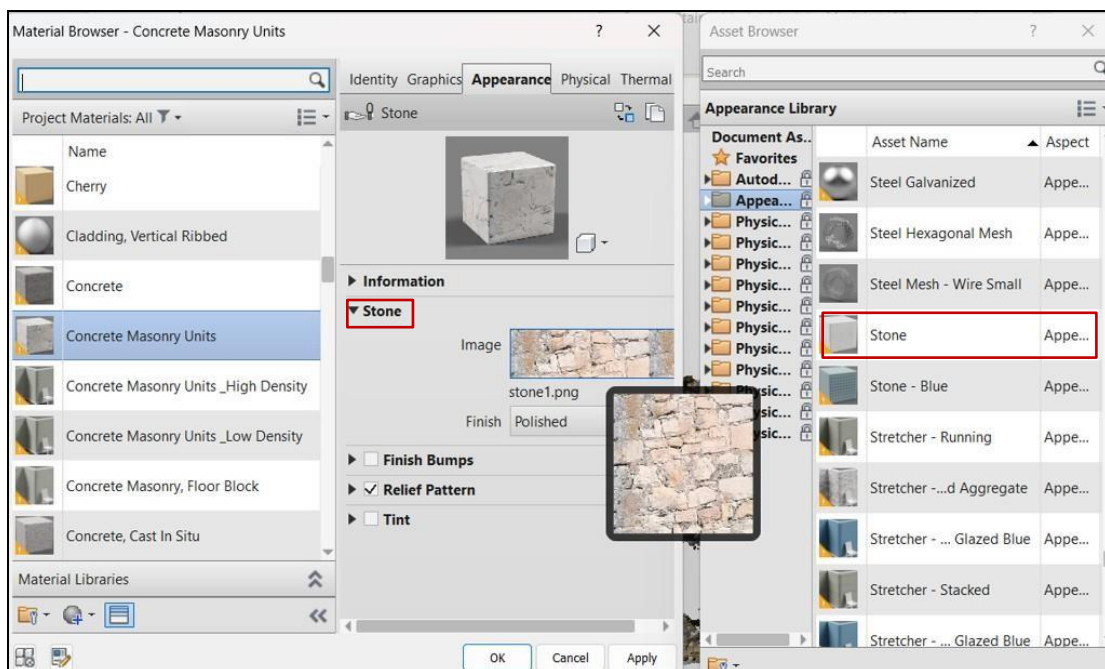 Material Browser - Concrete Masonry Units
?
Project Materials: All
Name
Cherry
Cladding, Vertical Ribbed
Concrete
Concrete Masonry Units
Concrete Masonry Units _High Density
Concrete Masonry Units _Low Density
Concrete Masonry, Floor Block
Concrete, Cast In Situ
Material Libraries
Identity Graphics Appearance Physical Thermal
Stone
Information
Stone
Image
stone1.png
Finish Polished
Finish Bumps
Relief Pattern
Tint
OK Cancel Apply
Asset Browser
?
Search
Appearance Library
Document As..
Favorites
Autod...
Appea...
Physic...
Physic...
Physic...
Physic...
Physic...
Physic...
Physic...
Physic...
Physic...
ysic...
ysic...
Asset Name Aspect
Steel Galvanized Appe...
Steel Hexagonal Mesh Appe...
Steel Mesh - Wire Small Appe...
Stone Appe...
Stone - Blue Appe...
Stretcher - Running Appe...
Stretcher -...d Aggregate Appe...
Stretcher - ... Glazed Blue Appe...
Stretcher - Stacked Appe...
Stretcher - ... Glazed Blue Appe...